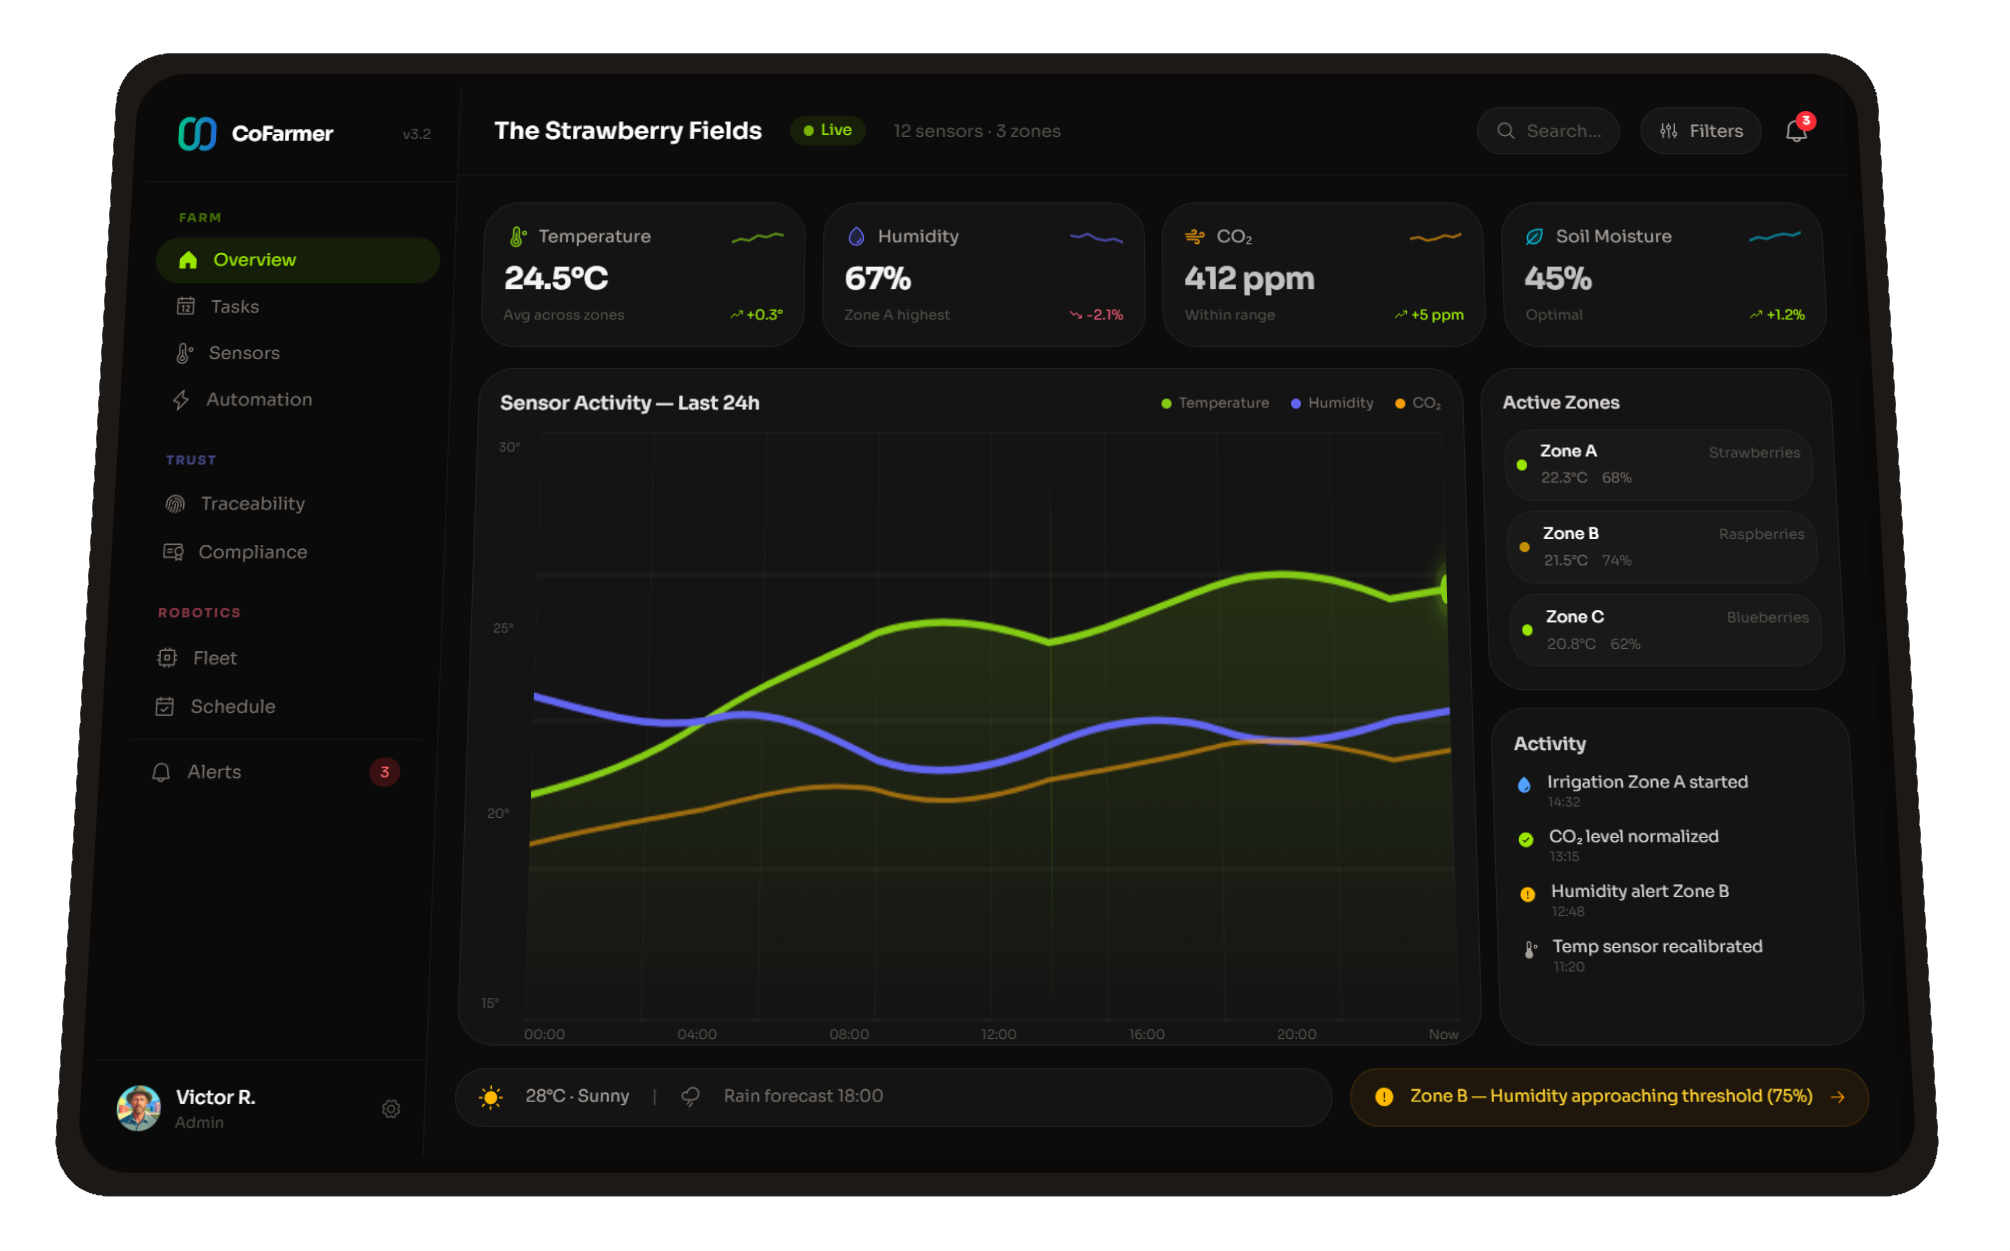 CoFarmer
v3.2
FARM
Overview
12
Tasks
Sensors
Automation
TRUST
Traceability
Compliance
ROBOTICS
Fleet
Schedule
Alerts
3
Victor R.
Admin
The Strawberry Fields
Live
12 sensors · 3 zones
Search...
Filters
3
Temperature
24.5°C
Avg across zones
+0.3°
Humidity
67%
Zone A highest
-2.1%
CO₂
412 ppm
Within range
+5 ppm
Soil Moisture
45%
Optimal
+1.2%
Sensor Activity — Last 24h
Temperature
Humidity
CO₂
30°
25°
20°
15°
00:00
04:00
08:00
12:00
16:00
20:00
Now
Active Zones
Zone A
Strawberries
22.3°C 68%
Zone B
Raspberries
21.5°C 74%
Zone C
Blueberries
20.8°C 62%
Activity
Irrigation Zone A started
14:32
CO₂ level normalized
13:15
Humidity alert Zone B
12:48
Temp sensor recalibrated
11:20
28°C · Sunny | Rain forecast 18:00
Zone B — Humidity approaching threshold (75%) →